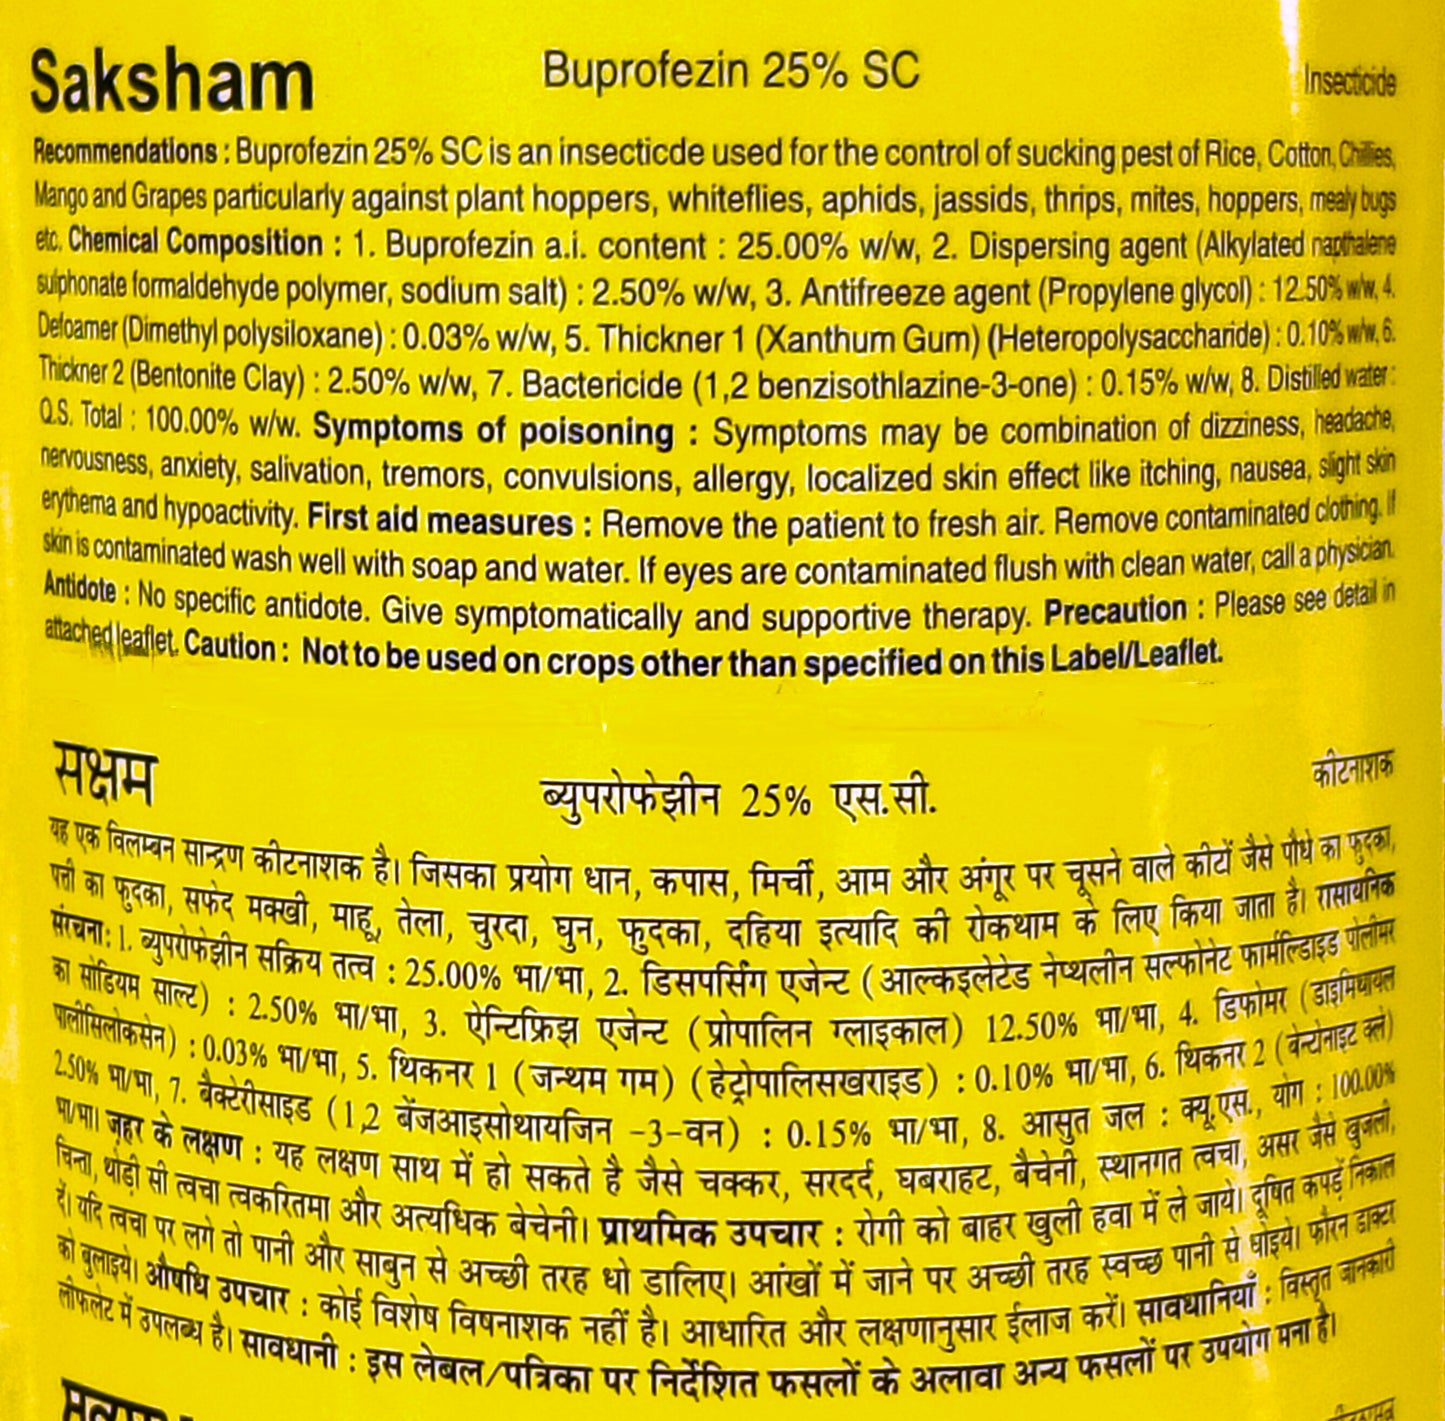 Saksham Buprofezin 25% SC Insecticide
Recommendations : Buprofezin 25% SC is an insecticde used for the control of sucking pest of Rice, Cotton, Chillies,
Mango and Grapes particularly against plant hoppers, whiteflies, aphids, jassids, thrips, mites, hoppers, mealy bugs
etc. Chemical Composition : 1. Buprofezin a.i. content : 25.00% w/w, 2. Dispersing agent (Alkylated napthalene
sulphonate formaldehyde polymer, sodium salt) : 2.50% w/w, 3. Antifreeze agent (Propylene glycol) : 12.50% w/w, 4.
Defoamer (Dimethyl polysiloxane) : 0.03% w/w, 5. Thickner 1 (Xanthum Gum) (Heteropolysaccharide) : 0.10% w/w, 6.
Thickner 2 (Bentonite Clay) : 2.50% w/w, 7. Bactericide (1,2 benzisothlazine-3-one) : 0.15% w/w, 8. Distilled water :
Q.S. Total : 100.00% w/w. Symptoms of poisoning : Symptoms may be combination of dizziness, headache,
nervousness, anxiety, salivation, tremors, convulsions, allergy, localized skin effect like itching, nausea, slight skin
erythema and hypoactivity. First aid measures : Remove the patient to fresh air. Remove contaminated clothing. If
skin is contaminated wash well with soap and water. If eyes are contaminated flush with clean water, call a physician.
Antidote : No specific antidote. Give symptomatically and supportive therapy. Precaution : Please see detail in
attached leaflet. Caution : Not to be used on crops other than specified on this Label/Leaflet.
सक्षम ब्युपरोफेझीन 25% एस.सी. कीटनाशक
यह एक विलम्बन सान्द्रण कीटनाशक है। जिसका प्रयोग धान, कपास, मिर्ची, आम और अंगूर पर चूसने वाले कीटों जैसे पौधे का फुदका,
पत्ती का फुदका, सफेद मक्खी, माहू, तेला, चुरदा, घुन, फुदका, दहिया इत्यादि की रोकथाम के लिए किया जाता है। रासायनिक
संरचना: 1. ब्युपरोफेझीन सक्रिय तत्व : 25.00% भा/भा, 2. डिसपर्सिंग एजेन्ट (आल्कइलेटेड नेप्थलीन सल्फोनेट फार्मल्डिाइड पोलीमर
का सोडियम साल्ट) : 2.50% भा/भा, 3. ऐन्टिफ्रिझ एजेन्ट (प्रोपालिन ग्लाइकाल) 12.50% भा/भा, 4. डिफोमर (डाइमिथायल
पालीसिलोकसेन) : 0.03% भा/भा, 5. थिकनर 1 (जन्थम गम) (हेट्रोपालिसखराइड) : 0.10% भा/भा, 6. थिकनर 2 (बेन्टोनाइट क्ले)
2.50% भा/भा, 7. बैक्टेरीसाइड (1,2 बेंजआइसोथायजिन -3-वन) : 0.15% भा/भा, 8. आसुत जल : क्यू.एस., योग : 100.00%
भा/भा। ज़हर के लक्षण : यह लक्षण साथ में हो सकते है जैसे चक्कर, सरदर्द, घबराहट, बैचेनी, स्थानगत त्वचा, असर जैसे खुजली,
चिन्ता, थोड़ी सी त्वचा त्वकरितमा और अत्यधिक बेचेनी। प्राथमिक उपचार : रोगी को बाहर खुली हवा में ले जाये। दूषित कपड़ें निकाल
दें। यदि त्वचा पर लगे तो पानी और साबुन से अच्छी तरह धो डालिए। आंखों में जाने पर अच्छी तरह स्वच्छ पानी से धोइये। फौरन डाक्टर
को बुलाइये। औषधि उपचार : कोई विशेष विषनाशक नहीं है। आधारित और लक्षणानुसार ईलाज करें। सावधानियाँ : विस्तृत जानकारी
लीफलेट में उपलब्ध है। सावधानी : इस लेबल/पत्रिका पर निर्देशित फसलों के अलावा अन्य फसलों पर उपयोग मना है।